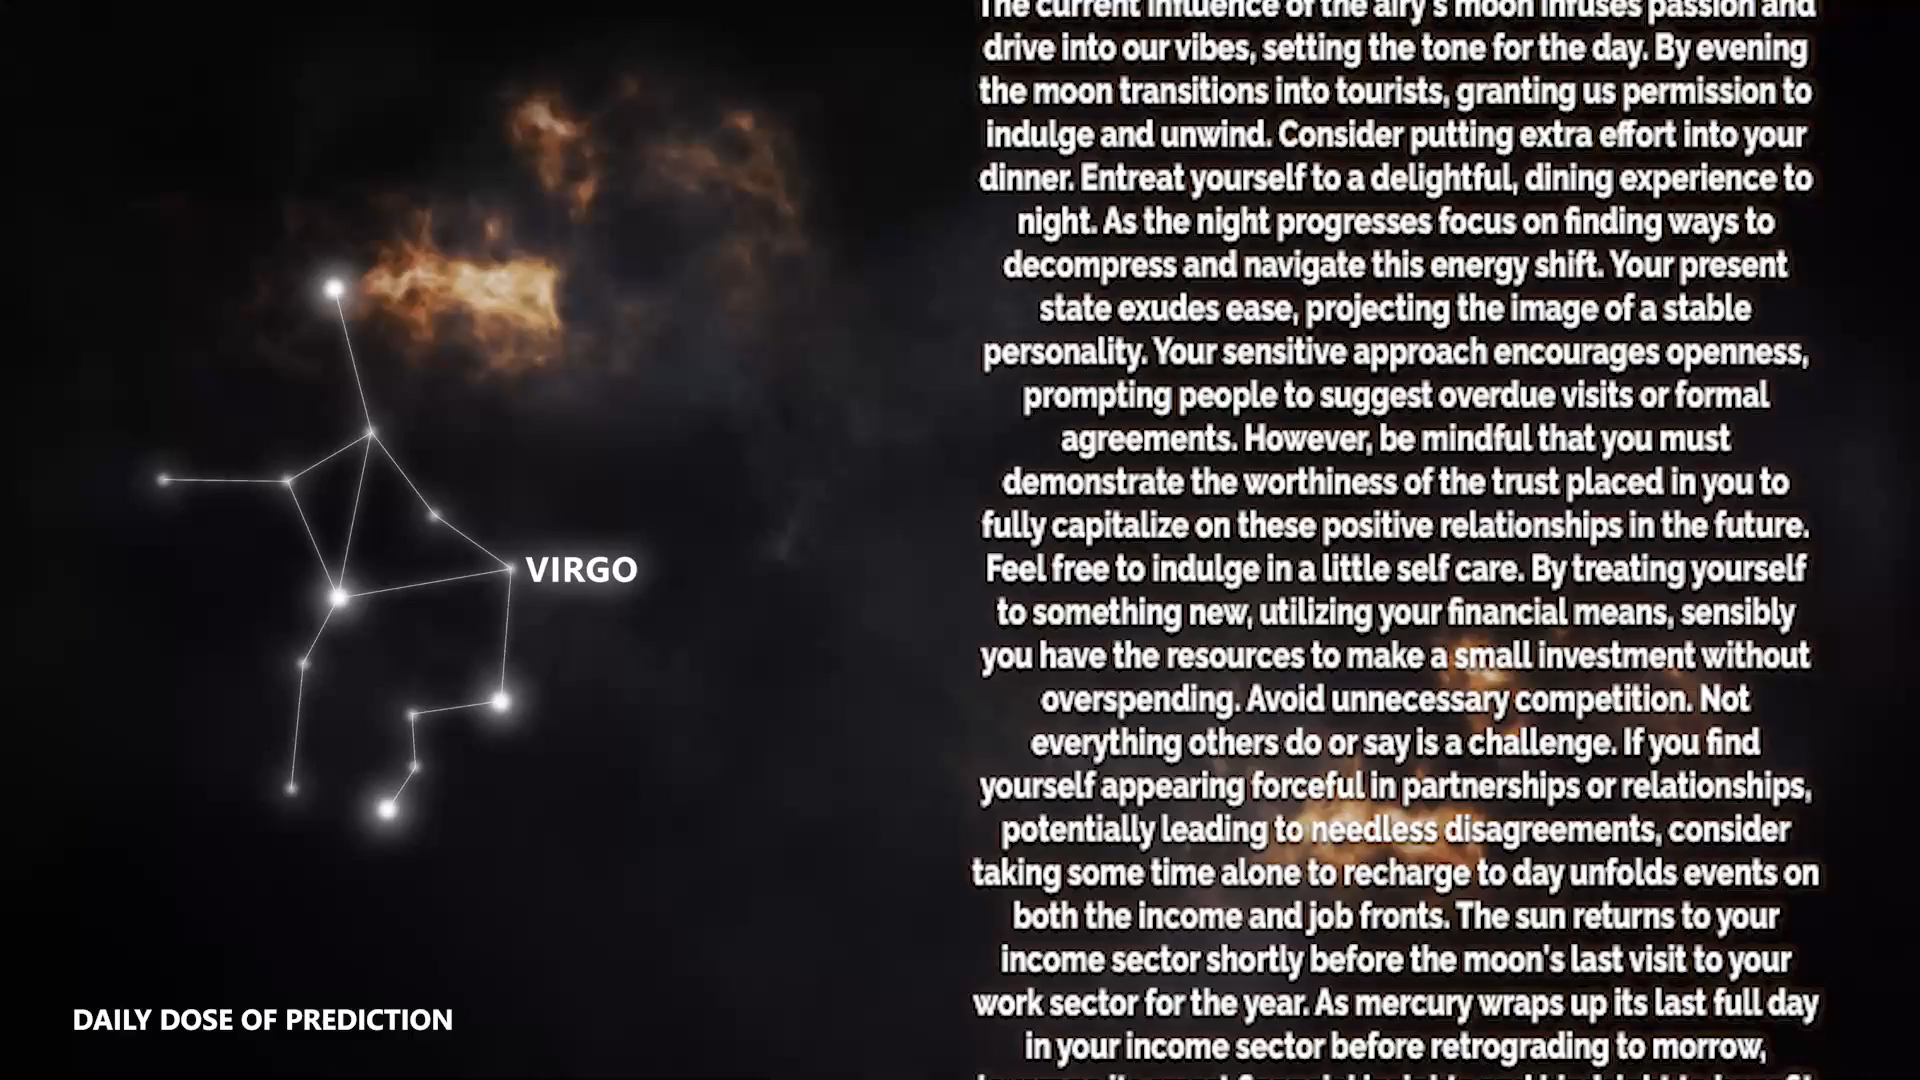 The current influence of the airy's moon infuses passion and
drive into our vibes, setting the tone for the day. By evening
the moon transitions into tourists, granting us permission to
indulge and unwind. Consider putting extra effort into your
dinner. Entreat yourself to a delightful, dining experience to
night. As the night progresses focus on finding ways to
decompress and navigate this energy shift. Your present
state exudes ease, projecting the image of a stable
personality. Your sensitive approach encourages openness,
prompting people to suggest overdue visits or formal
agreements. However, be mindful that you must
demonstrate the worthiness of the trust placed in you to
fully capitalize on these positive relationships in the future.
Feel free to indulge in a little self care. By treating yourself
to something new, utilizing your financial means, sensibly
you have the resources to make a small investment without
overspending. Avoid unnecessary competition. Not
everything others do or say is a challenge. If you find
yourself appearing forceful in partnerships or relationships,
potentially leading to needless disagreements, consider
taking some time alone to recharge to day unfolds events on
both the income and job fronts. The sun returns to your
income sector shortly before the moon's last visit to your
work sector for the year. As mercury wraps up its last full day
in your income sector before retrograding to morrow,
VIRGO
DAILY DOSE OF PREDICTION